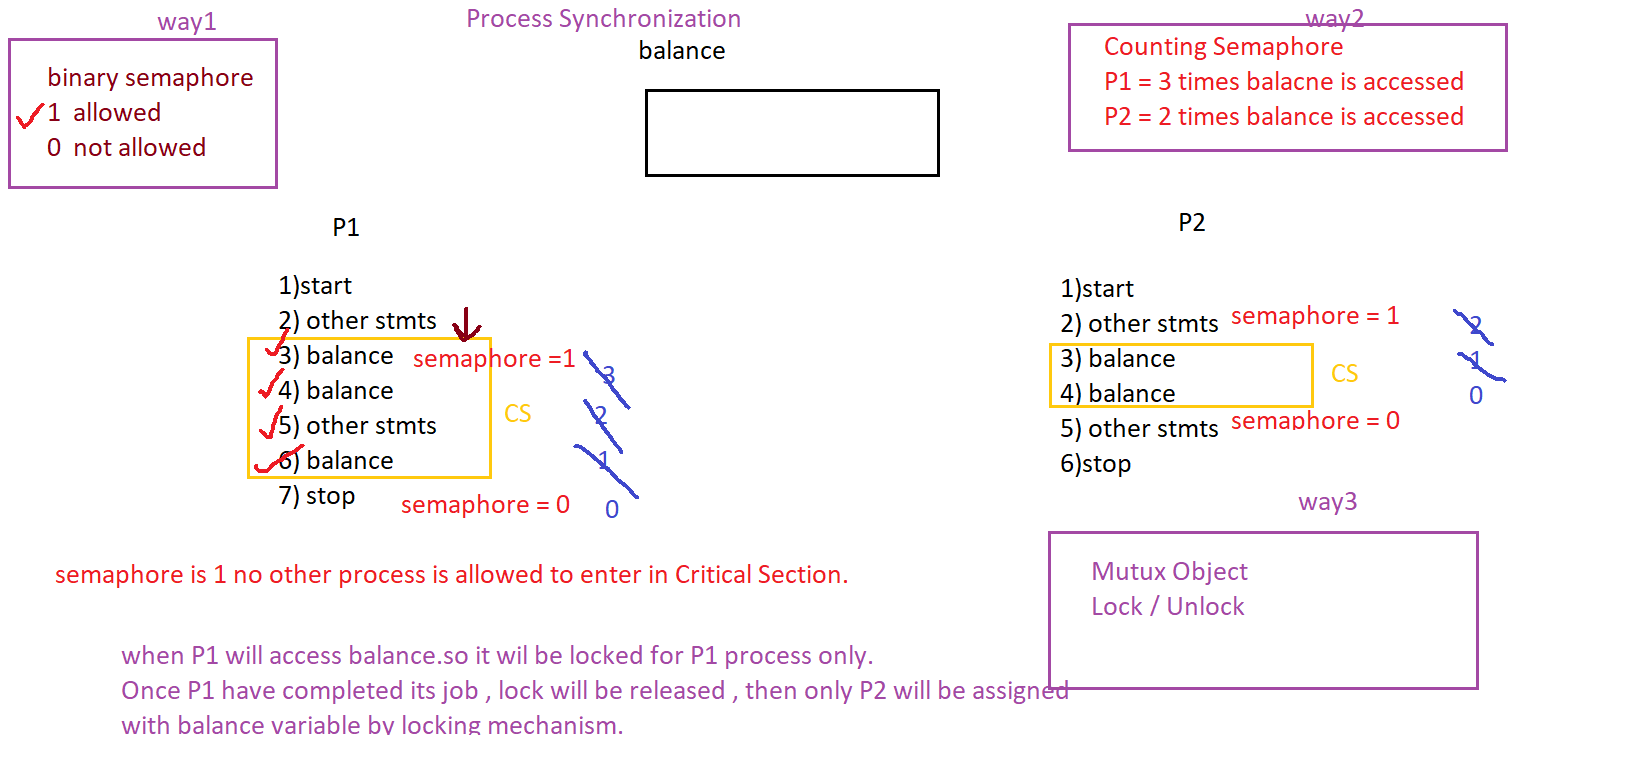 way1
Process Synchronization
way2
balance
binary semaphore
1 allowed
0 not allowed
Counting Semaphore
P1 = 3 times balacne is accessed
P2 = 2 times balance is accessed
P1
1)start
2) other stmts
3) balance
semaphore =1
3
4) balance
CS
2
5) other stmts
6) balance
1
7) stop
semaphore = 0
0
P2
1)start
2) other stmts
semaphore = 1
2
3) balance
CS
1
4) balance
0
5) other stmts
semaphore = 0
6)stop
way3
Mutux Object
Lock / Unlock
semaphore is 1 no other process is allowed to enter in Critical Section.
when P1 will access balance.so it wil be locked for P1 process only.
Once P1 have completed its job , lock will be released , then only P2 will be assigned
with balance variable by locking mechanism.